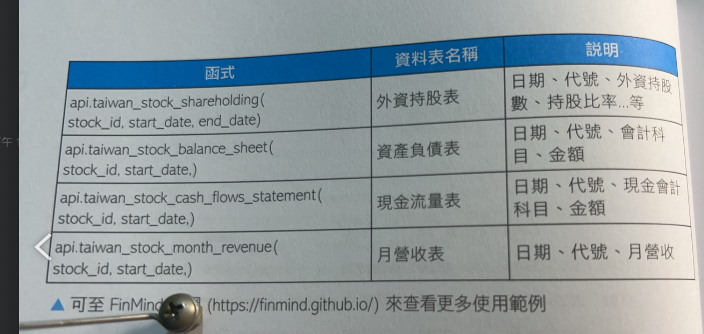 函式 資料表名稱 說明
api.taiwan_stock_shareholding(
stock_id, start_date, end_date)
外資持股表
日期、代號、外資持股
數、持股比率...等
api.taiwan_stock_balance_sheet(
stock_id, start_date,)
資產負債表
日期、代號、會計科
目、金額
api.taiwan_stock_cash_flows_statement(
stock_id, start_date,)
現金流量表
日期、代號、現金會計
科目、金額
api.taiwan_stock_month_revenue(
stock_id, start_date,)
月營收表
日期、代號、月營收
▲ 可至 FinMind (https://finmind.github.io/) 來查看更多使用範例